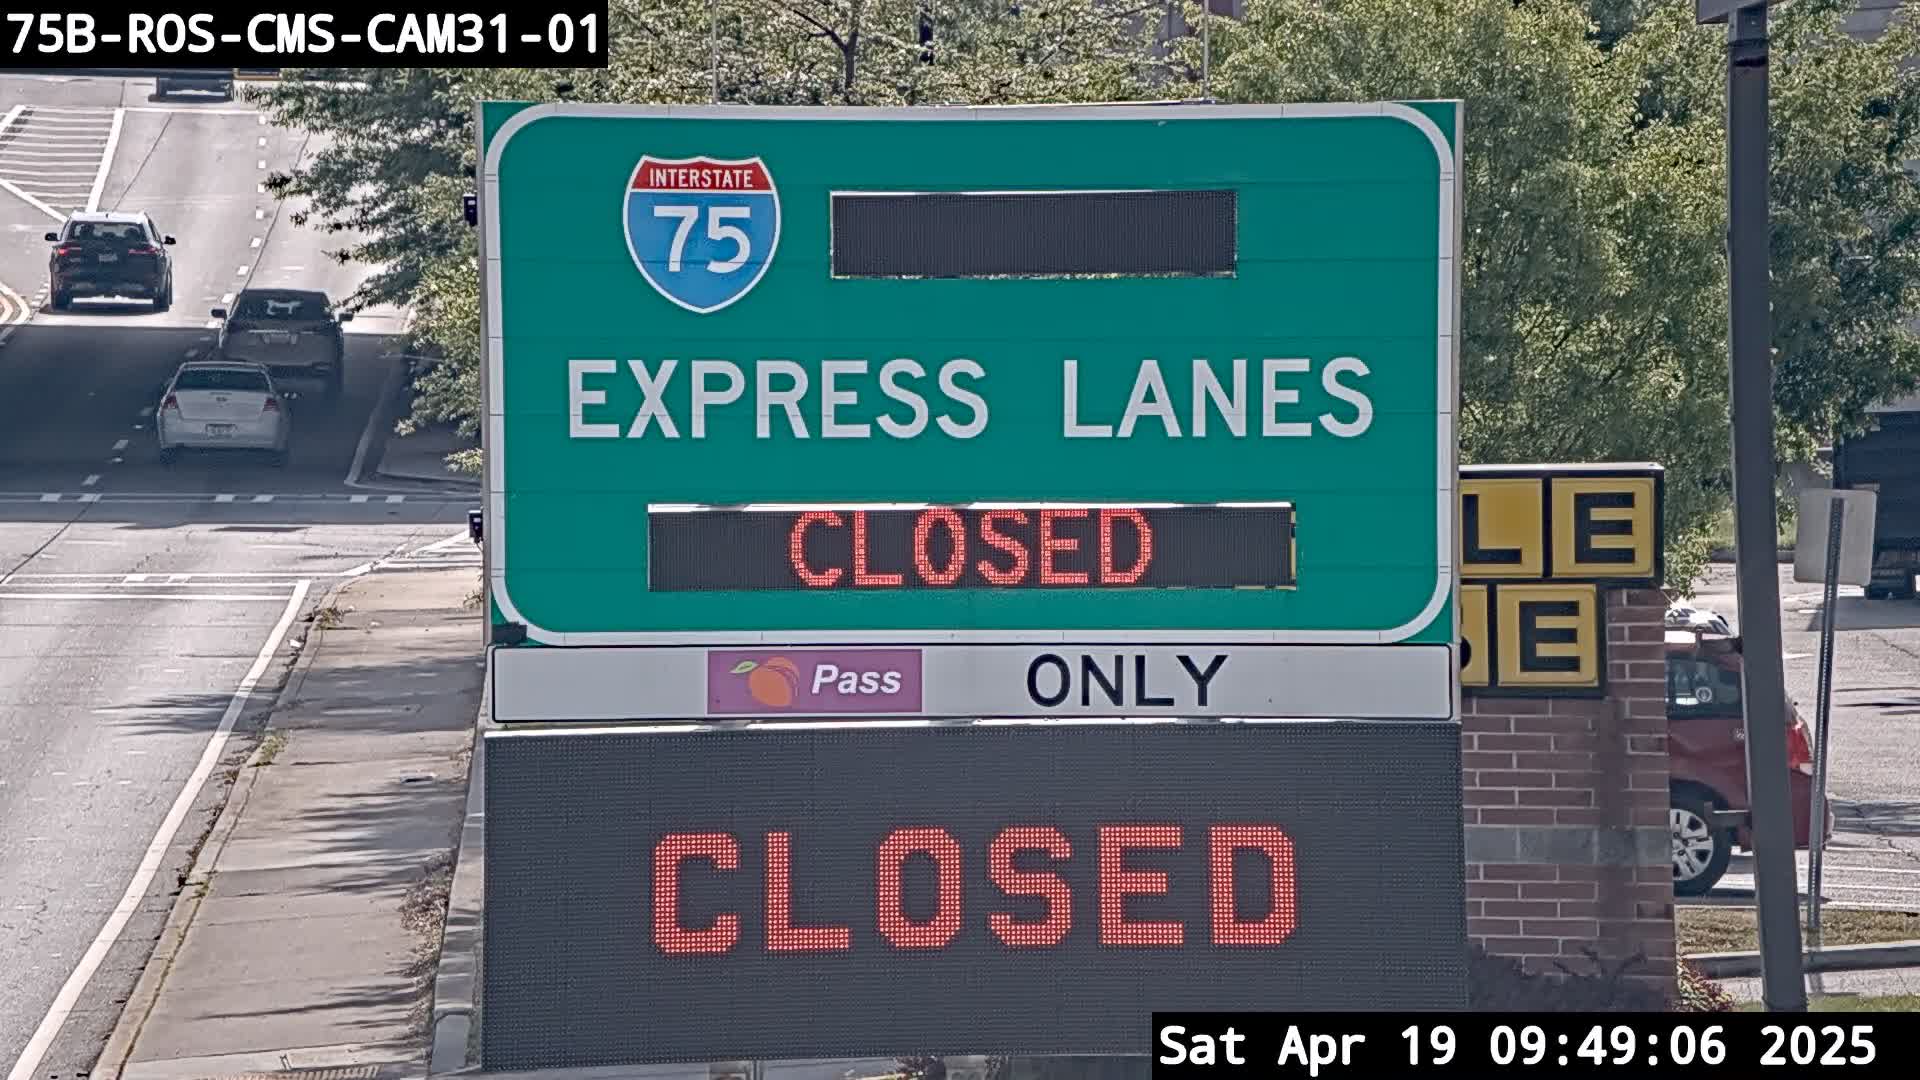 75B-ROS-CMS-CAM31-01
INTERSTATE
75
EXPRESS LANES
CLOSED
Pass ONLY
CLOSED
LE
E
Sat Apr 19 09:49:06 2025